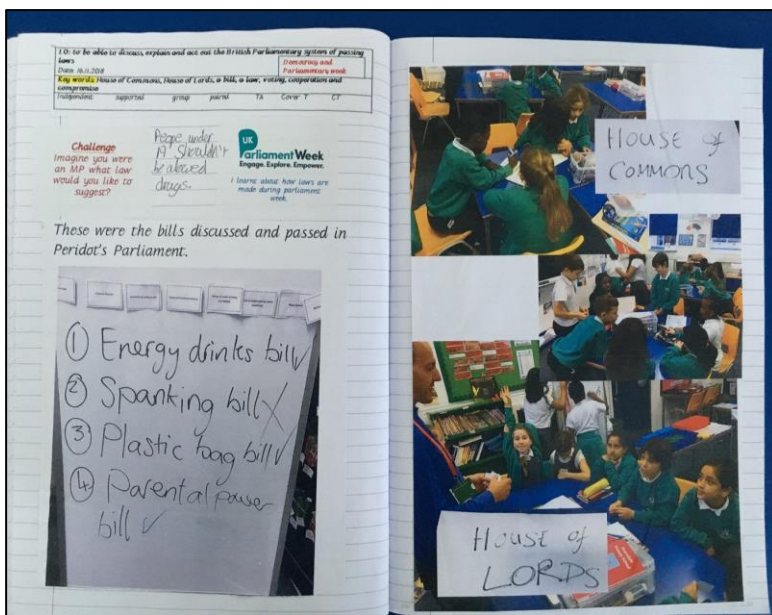 LO: to be able to discuss, explain and act out the British Parliamentary system of passing
laws
Date: 16.11.2018
Democracy and
Parliamentary week
Key words: House of Commons, House of Lords, a bill, a law, voting, cooperation and
compromise
Independent supported group paired TA Cover T CT
Challenge
Imagine you were
an MP what law
would you like to
suggest?
People under
shouldn't
be allowed
drugs.
UK
Parliament Week
Engage. Explore. Empower.
I learns about how laws are
made during parliament
week.
These were the bills discussed and passed in
Peridot's Parliament.
① Energy drinks bill ✓
② Spanking bill X
③ Plastic bag bill ✓
④ Parental power
bill ✓
HOUSE OF
COMMONS
HOUSE OF
LORDS